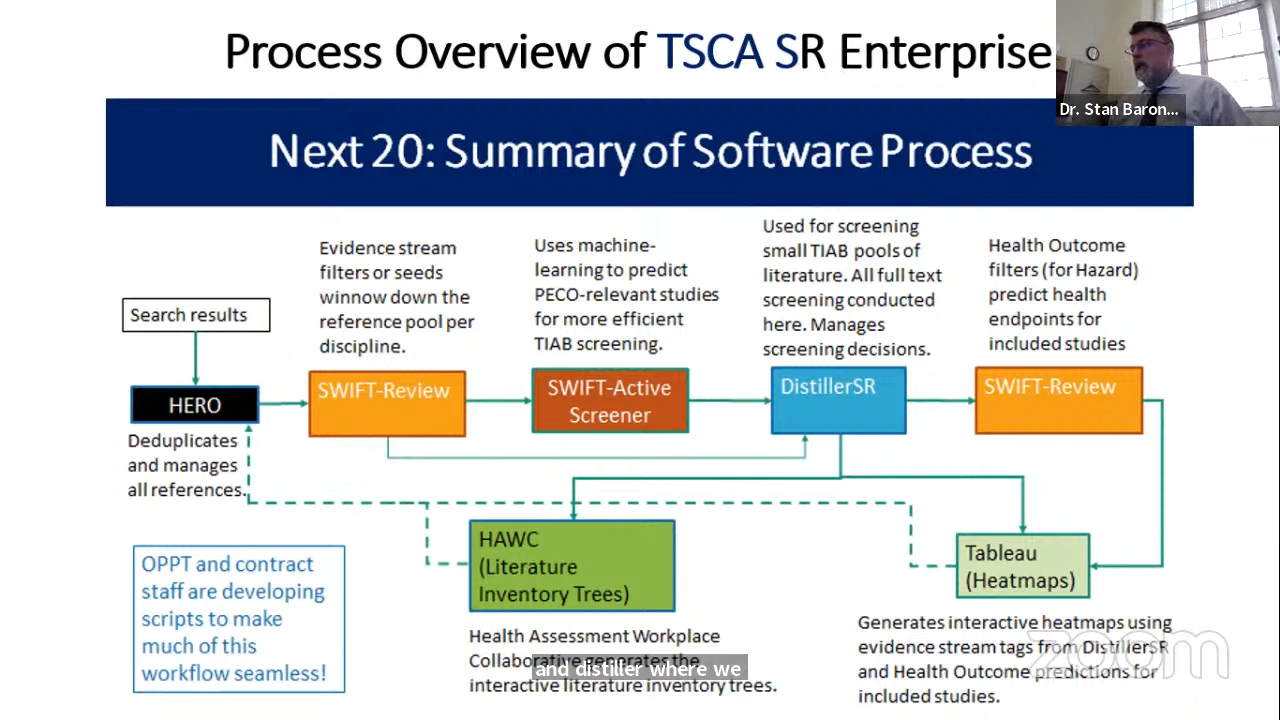 Process Overview of TSCA SR Enterprise
Dr. Stan Baron...
Next 20: Summary of Software Process
Search results
HERO
Deduplicates
and manages
all references.
Evidence stream
filters or seeds
winnow down the
reference pool per
discipline.
SWIFT-Review
Uses machine-
learning to predict
PECO-relevant studies
for more efficient
TIAB screening.
SWIFT-Active
Screener
Used for screening
small TIAB pools of
literature. All full text
screening conducted
here. Manages
screening decisions.
DistillerSR
Health Outcome
filters (for Hazard)
predict health
endpoints for
included studies
SWIFT-Review
OPPT and contract
staff are developing
scripts to make
much of this
workflow seamless!
HAWC
(Literature
Inventory Trees)
Health Assessment Workplace
Collaborative generates the
interactive literature inventory trees.
and distiller where we
Tableau
(Heatmaps)
Generates interactive heatmaps using
evidence stream tags from DistillerSR
and Health Outcome predictions for
included studies.
zoom